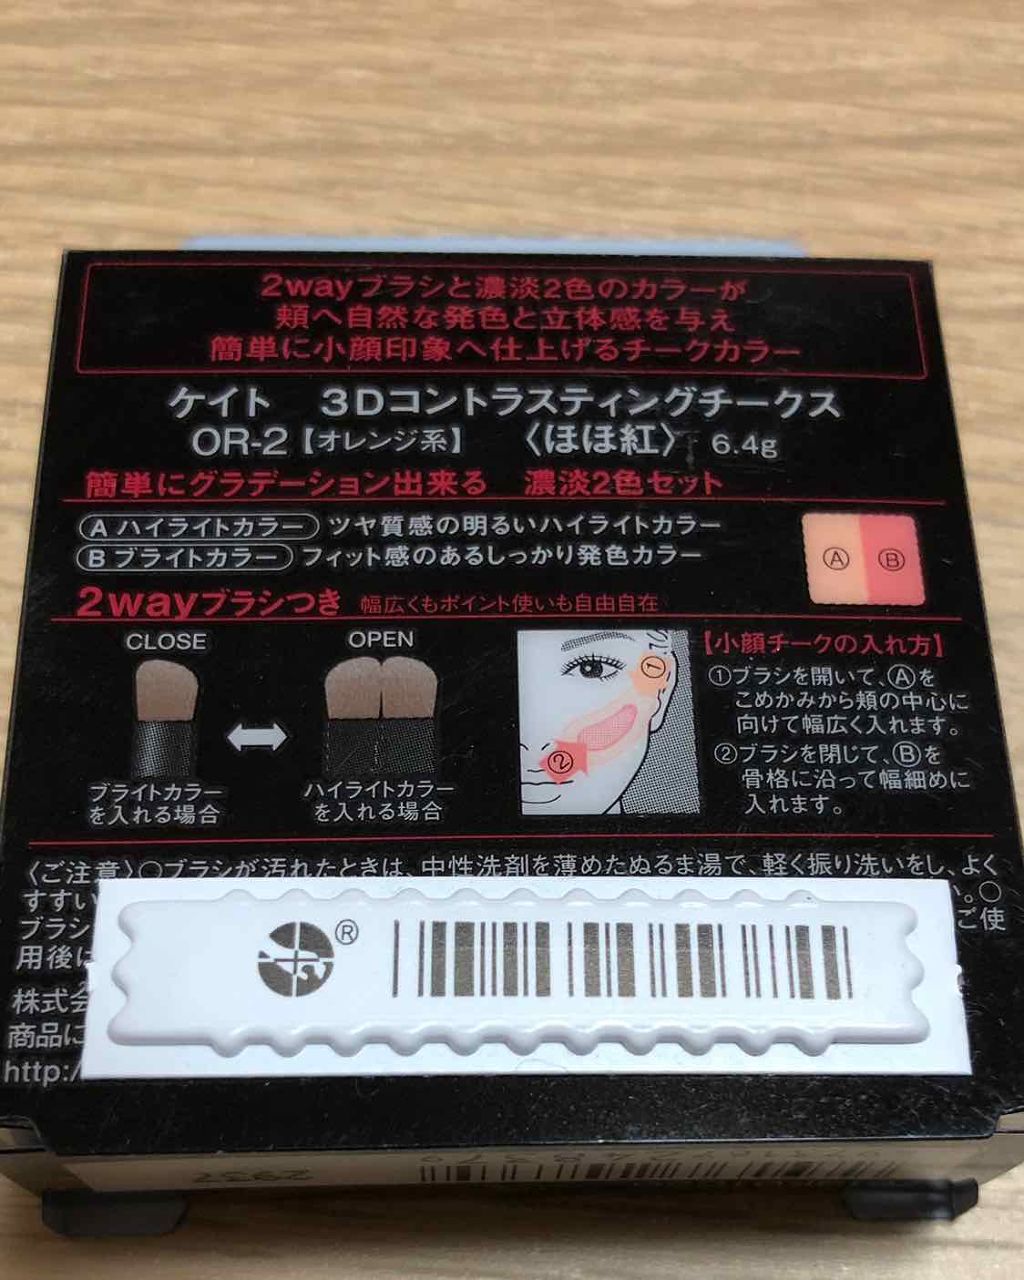 2wayブラシと濃淡2色のカラーが
頬へ自然な発色と立体感を与え
簡単に小顔印象へ仕上げるチークカラー
ケイト 3Dコントラスティングチークス
OR-2【オレンジ系】 〈ほほ紅〉 6.4g
簡単にグラデーション出来る 濃淡2色セット
A ハイライトカラー ツヤ質感の明るいハイライトカラー
B ブライトカラー フィット感のあるしっかり発色カラー
A B
2wayブラシつき 幅広くもポイント使いも自由自在
CLOSE OPEN
ブライトカラー
を入れる場合
ハイライトカラー
を入れる場合
① ②
【小顔チークの入れ方】
①ブラシを開いて、Ⓐを
こめかみから頬の中心に
向けて幅広く入れます。
②ブラシを閉じて、Ⓑを
骨格に沿って幅細めに
入れます。
〈ご注意〉○ブラシが汚れたときは、中性洗剤を薄めたぬるま湯で、軽く振り洗いをし、よく
すすい 。○
ブラシ ご使
用後に
株式会
商品に
http:/
®
2937